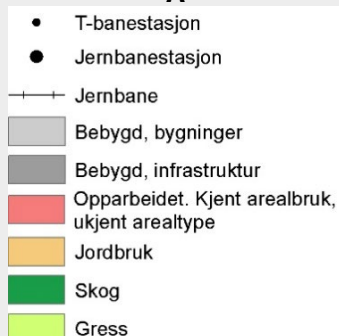 T-banestasjon
Jernbanestasjon
Jernbane
Bebygd, bygninger
Bebygd, infrastruktur
Opparbeidet. Kjent arealbruk,
ukjent arealtype
Jordbruk
Skog
Gress